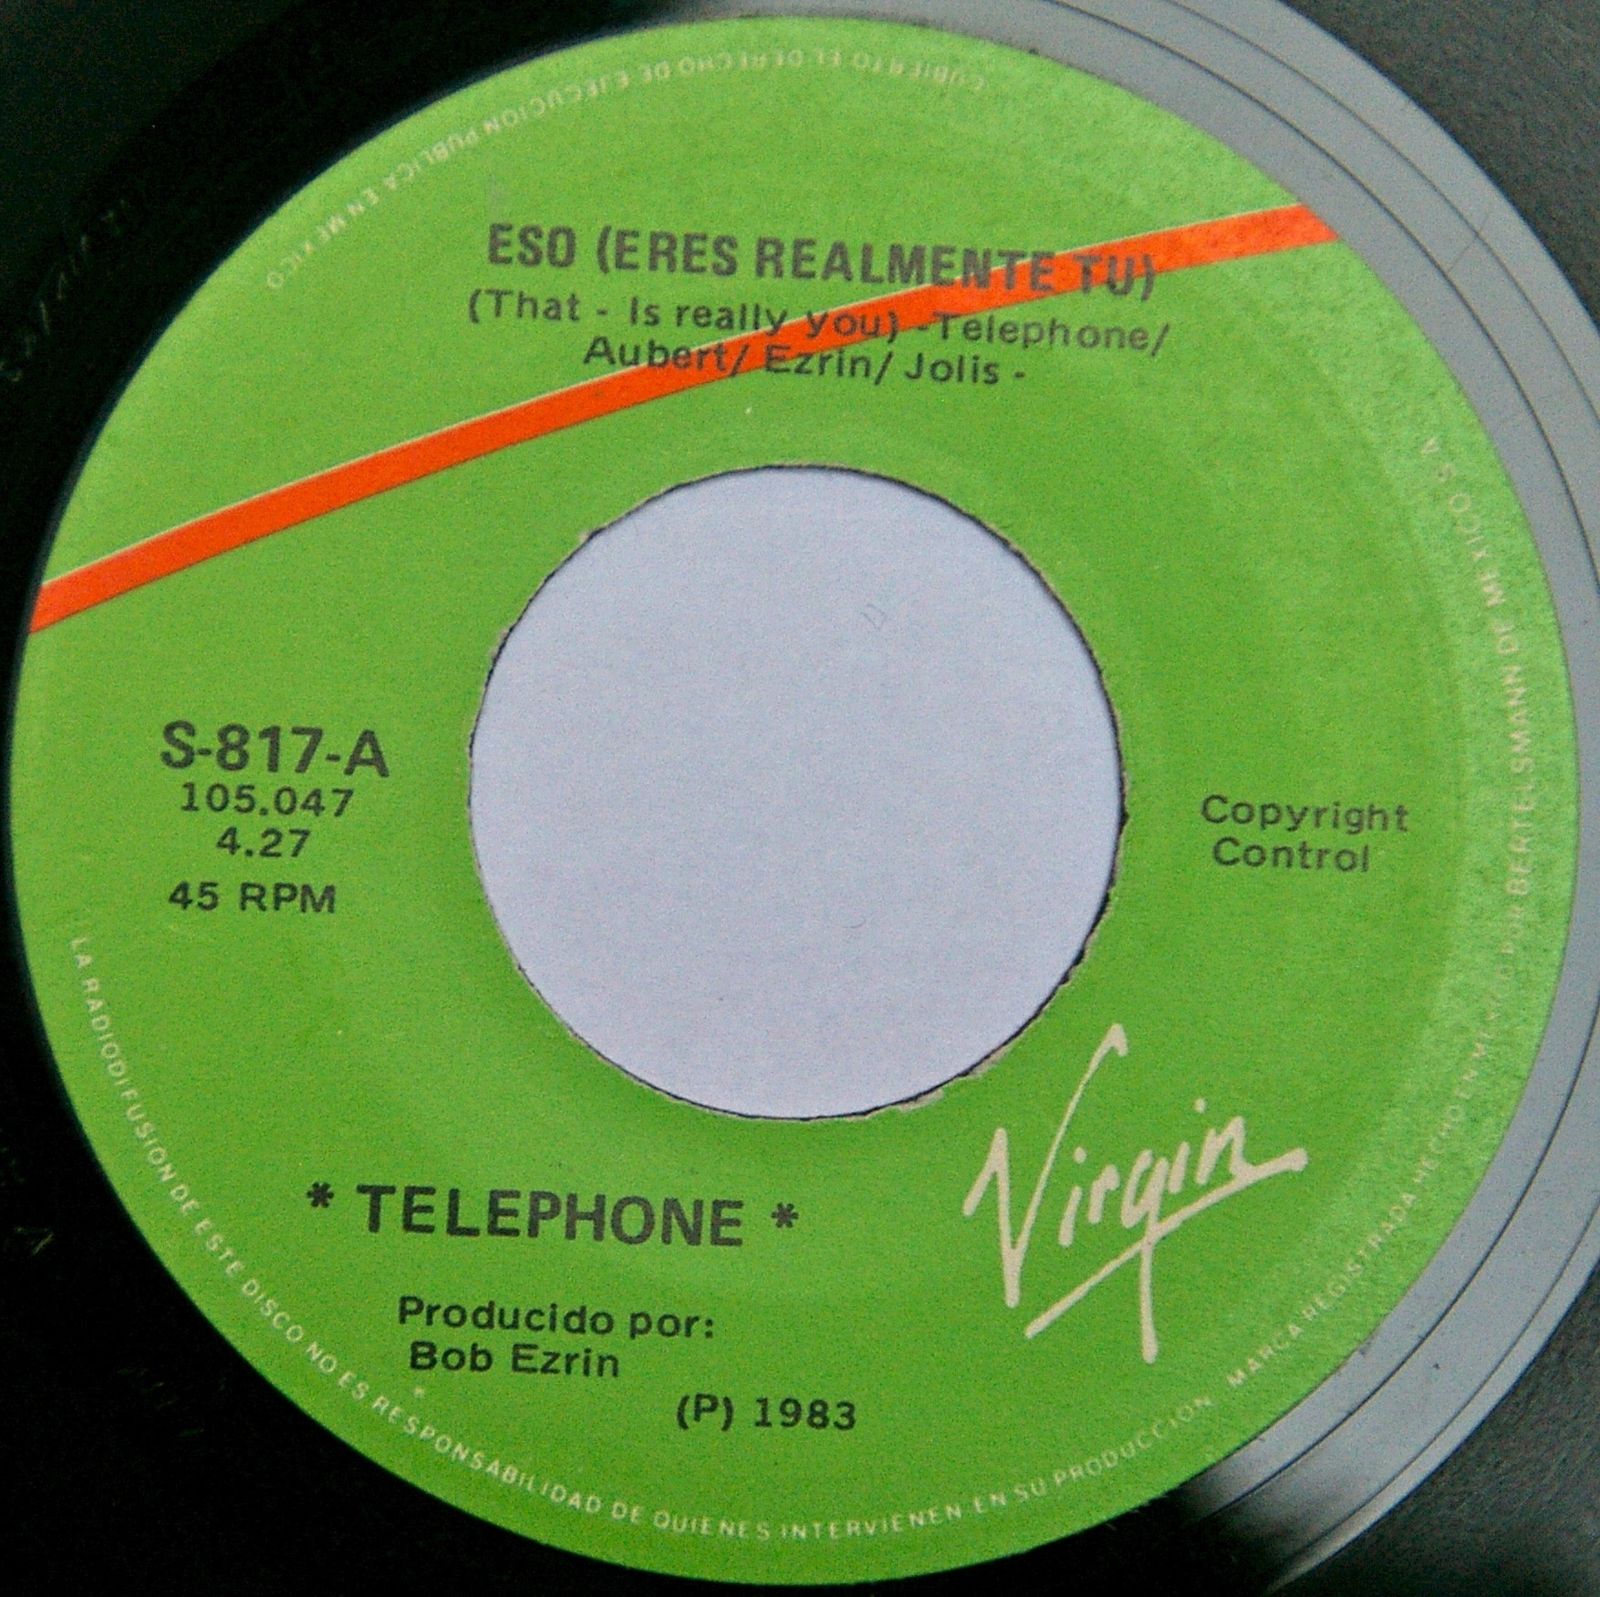 CUBIERTO EL DERECHO DE EJECUCION PUBLICA EN MEXICO
ESO (ERES REALMENTE TU)
(That - Is really you) -Telephone/
Aubert/ Ezrin/ Jolis -
S-817-A
105.047
4.27
45 RPM
Copyright
Control
Virgin
* TELEPHONE *
Producido por:
Bob Ezrin
(P) 1983
LA RADIODIFUSION DE ESTE DISCO NO ES RESPONSABILIDAD DE QUIENES INTERVIENEN EN SU PRODUCCION . MARCA REGISTRADA HECHO EN MEXICO POR BERTELSMANN DE MEXICO S A